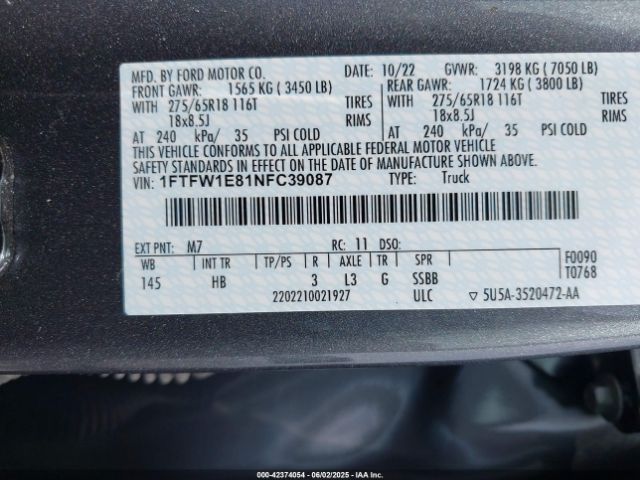 MFD. BY FORD MOTOR CO. DATE: 10/22 GVWR: 3198 KG ( 7050 LB)
FRONT GAWR: 1565 KG ( 3450 LB) REAR GAWR: 1724 KG ( 3800 LB)
WITH 275/65R18 116T TIRES WITH 275/65R18 116T TIRES
18x8.5J RIMS 18x8.5J RIMS
AT 240 kPa/ 35 PSI COLD AT 240 kPa/ 35 PSI COLD
THIS VEHICLE CONFORMS TO ALL APPLICABLE FEDERAL MOTOR VEHICLE
SAFETY STANDARDS IN EFFECT ON THE DATE OF MANUFACTURE SHOWN ABOVE.
VIN: 1FTFW1E81NFC39087 TYPE: Truck
EXT PNT: M7 RC: 11 DSO: F0090
WB INT TR TP/PS R AXLE TR SPR T0768
145 HB 3 L3 G SSBB
2202210021927 ULC ▽ 5U5A-3520472-AA
000-42374054 | 06/02/2025 | IAA Inc.